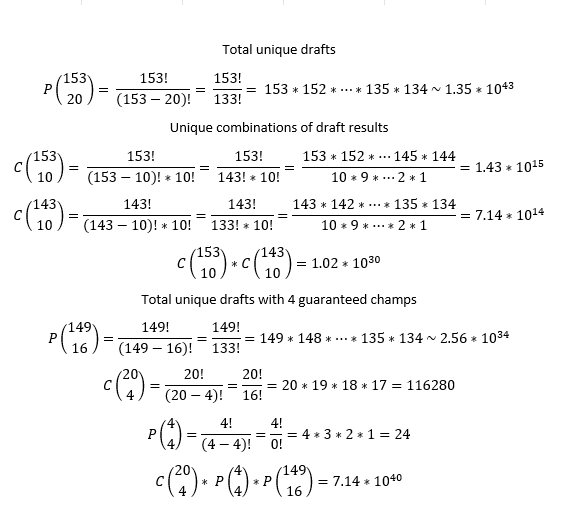 Total unique drafts
P(153 20) = 153!/(153 − 20)! = 153!/133! = 153 * 152 * ⋯ * 135 * 134 ~ 1.35 * 10^43
Unique combinations of draft results
C(153 10) = 153!/((153 − 10)! * 10!) = 153!/(143! * 10!) = (153 * 152 * ⋯ 145 * 144)/(10 * 9 * ⋯ 2 * 1) = 1.43 * 10^15
C(143 10) = 143!/((143 − 10)! * 10!) = 143!/(133! * 10!) = (143 * 142 * ⋯ * 135 * 134)/(10 * 9 * ⋯ * 2 * 1) = 7.14 * 10^14
C(153 10) * C(143 10) = 1.02 * 10^30
Total unique drafts with 4 guaranteed champs
P(149 16) = 149!/(149 − 16)! = 149!/133! = 149 * 148 * ⋯ * 135 * 134 ~ 2.56 * 10^34
C(20 4) = 20!/(20 − 4)! = 20!/16! = 20 * 19 * 18 * 17 = 116280
P(4 4) = 4!/(4 − 4)! = 4!/0! = 4 * 3 * 2 * 1 = 24
C(20 4) * P(4 4) * P(149 16) = 7.14 * 10^40